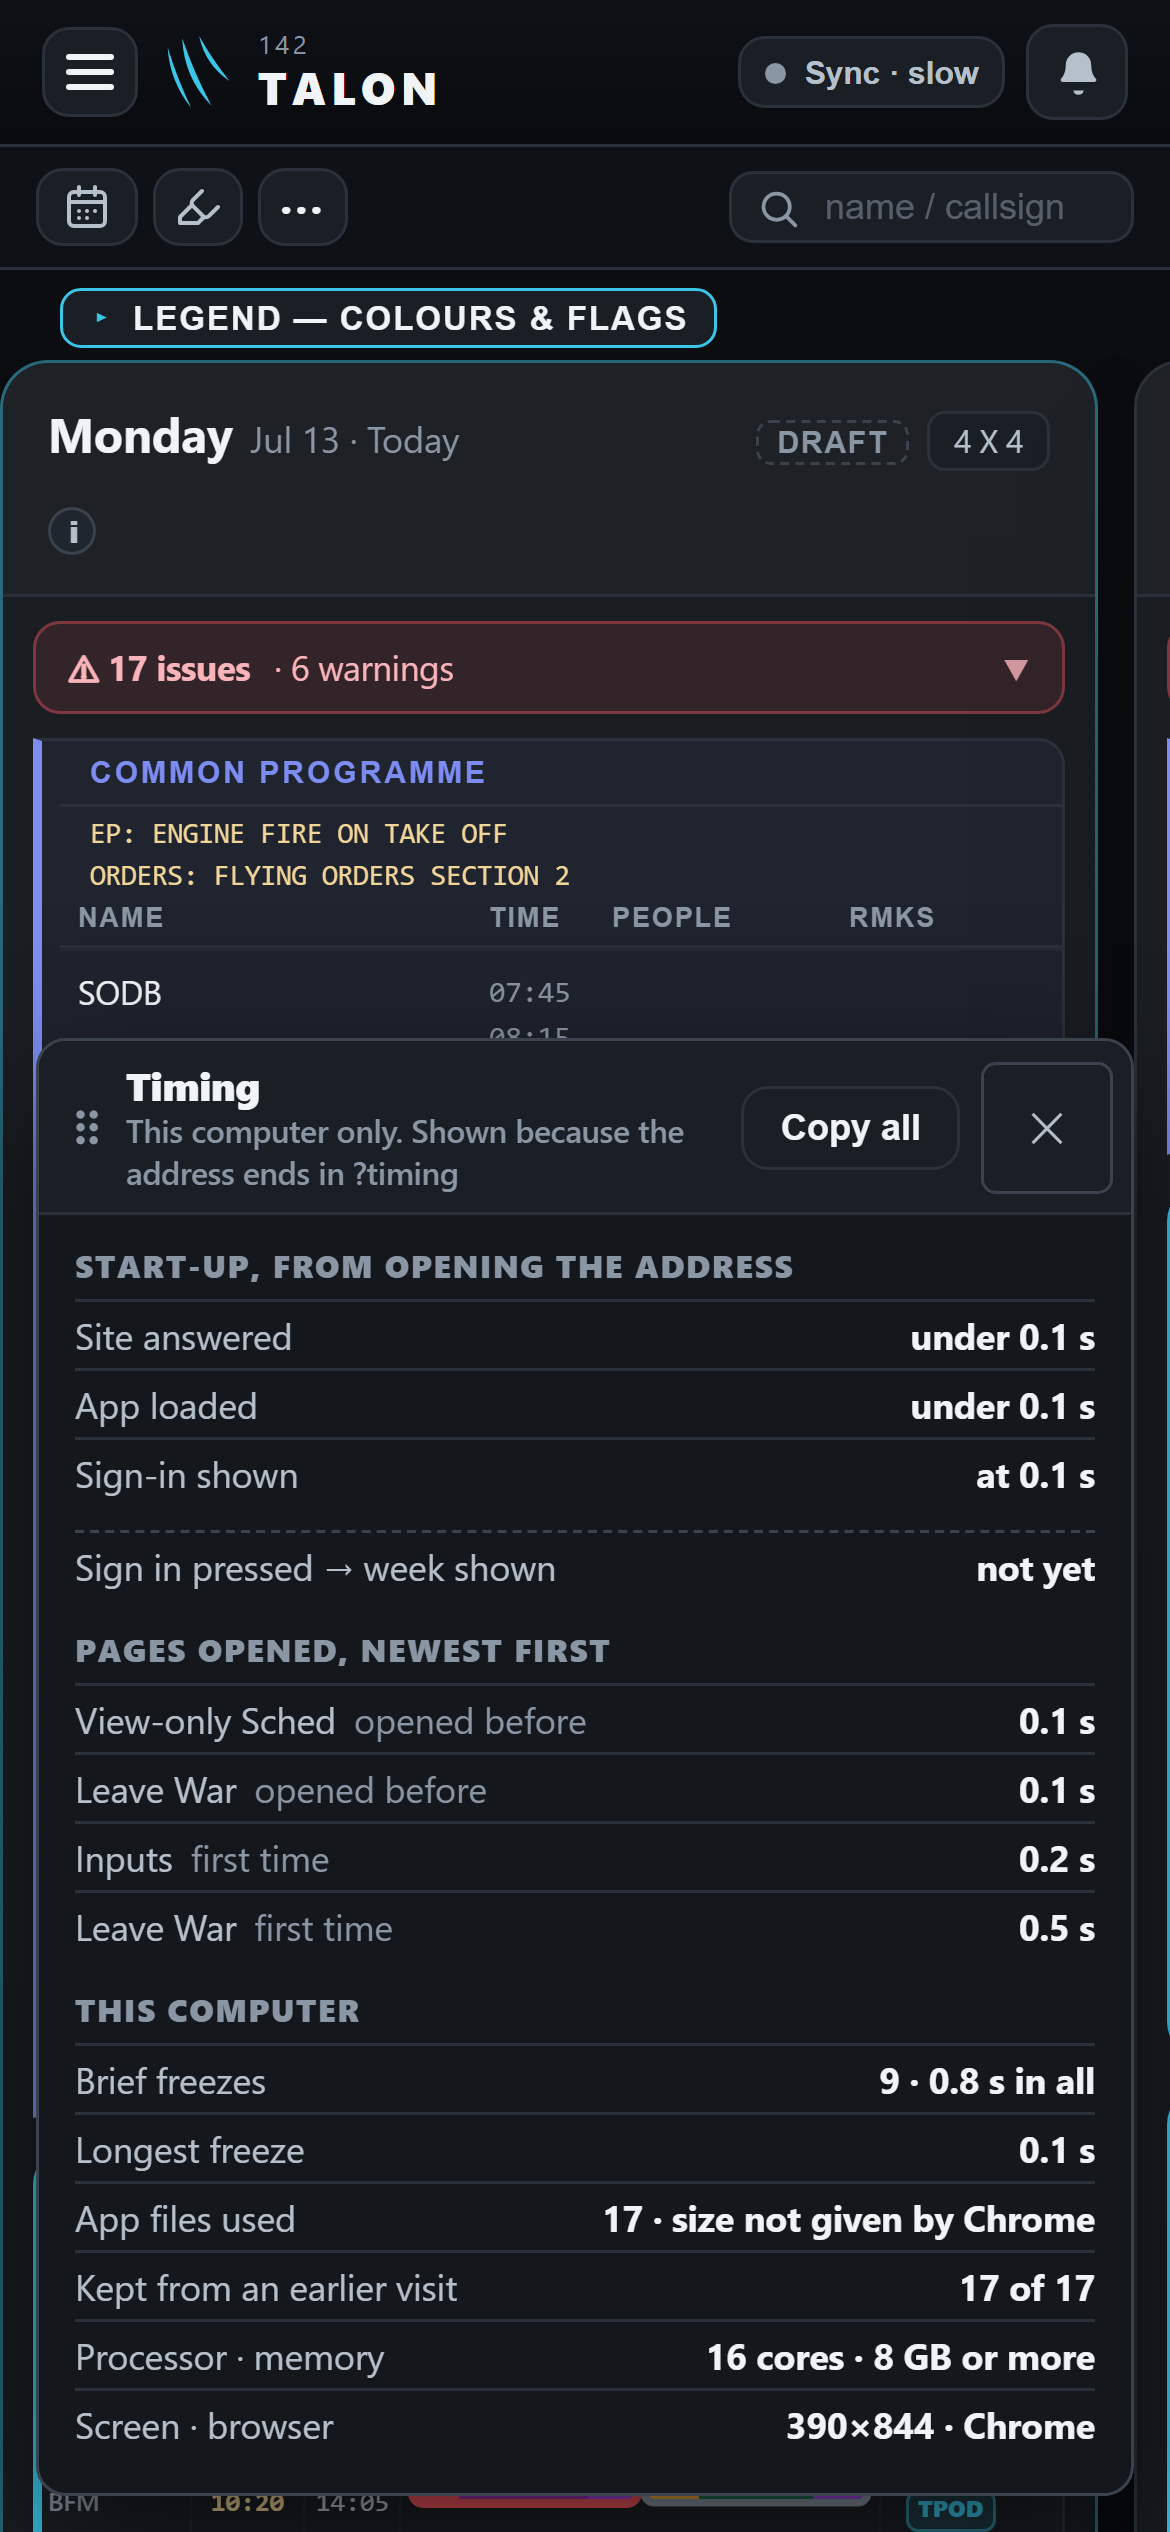 142
TALON
Sync · slow
name / callsign
▸ LEGEND — COLOURS & FLAGS
Monday Jul 13 · Today
DRAFT
4 X 4
i
⚠ 17 issues · 6 warnings ▼
COMMON PROGRAMME
EP: ENGINE FIRE ON TAKE OFF
ORDERS: FLYING ORDERS SECTION 2
NAME TIME PEOPLE RMKS
SODB 07:45
08:15
Timing
This computer only. Shown because the
address ends in ?timing
Copy all
START-UP, FROM OPENING THE ADDRESS
Site answered under 0.1 s
App loaded under 0.1 s
Sign-in shown at 0.1 s
Sign in pressed → week shown not yet
PAGES OPENED, NEWEST FIRST
View-only Sched opened before 0.1 s
Leave War opened before 0.1 s
Inputs first time 0.2 s
Leave War first time 0.5 s
THIS COMPUTER
Brief freezes 9 · 0.8 s in all
Longest freeze 0.1 s
App files used 17 · size not given by Chrome
Kept from an earlier visit 17 of 17
Processor · memory 16 cores · 8 GB or more
Screen · browser 390×844 · Chrome
BFM 10:20 14:05 TPOD